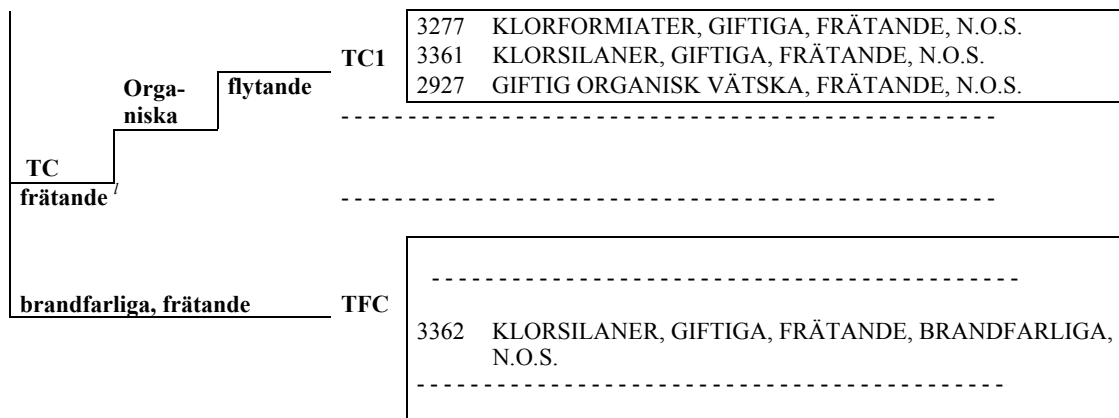 3277 KLORFORMIATER, GIFTIGA, FRÄTANDE, N.O.S.
TC1 3361 KLORSILANER, GIFTIGA, FRÄTANDE, N.O.S.
Orga- flytande 2927 GIFTIG ORGANISK VÄTSKA, FRÄTANDE, N.O.S.
niska - - - - - - - - - - - - - - - - - - - - - - - - - - - - - - - - - - - - - - - - - - - - - - - - -
TC
frätande l - - - - - - - - - - - - - - - - - - - - - - - - - - - - - - - - - - - - - - - - - - - - - - - - -
- - - - - - - - - - - - - - - - - - - - - - - - - - - - - - - - - - - - - - - - - - - -
brandfarliga, frätande TFC
3362 KLORSILANER, GIFTIGA, FRÄTANDE, BRANDFARLIGA,
N.O.S.
- - - - - - - - - - - - - - - - - - - - - - - - - - - - - - - - - - - - - - - - - - - -